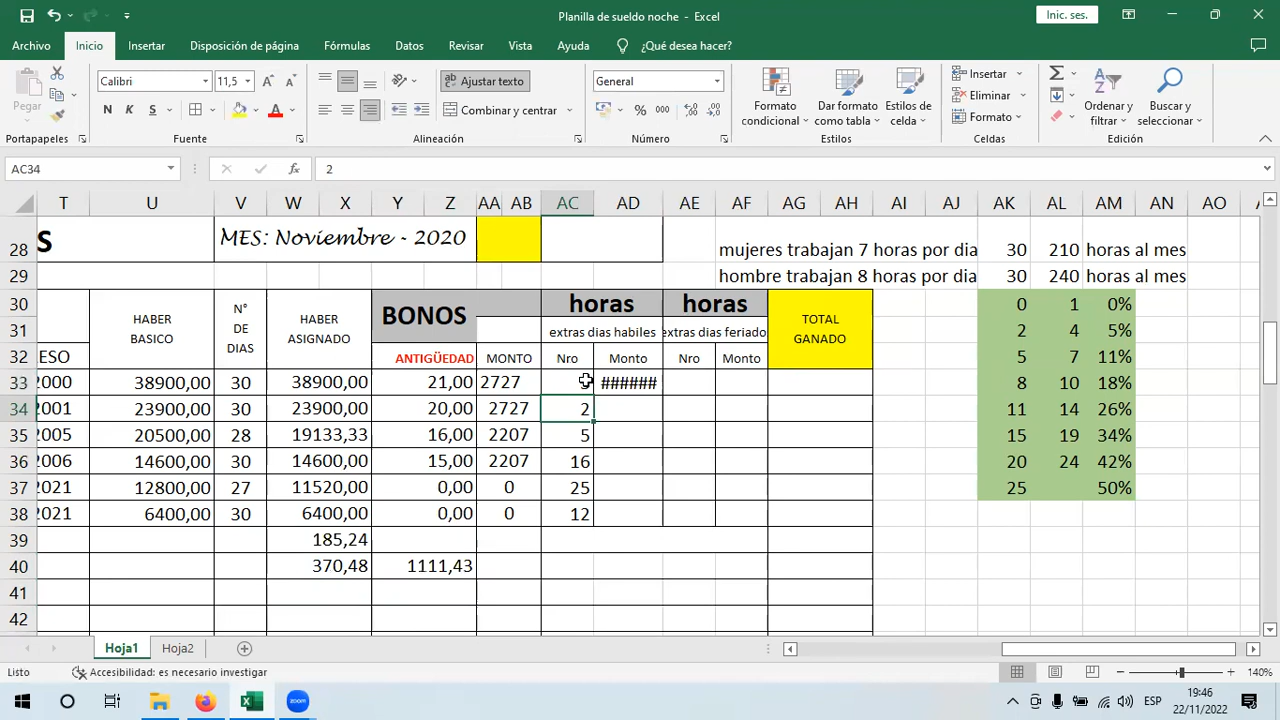 Planilla de sueldo noche - Excel
Inic. ses.
Archivo Inicio Insertar Disposición de página Fórmulas Datos Revisar Vista Ayuda ¿Qué desea hacer?
Pegar
Calibri 11,5
N K S
Ajustar texto
Combinar y centrar
General
% 000
Formato condicional
Dar formato como tabla
Estilos de celda
Insertar
Eliminar
Formato
Ordenar y filtrar
Buscar y seleccionar
Portapapeles Fuente Alineación Número Estilos Celdas Edición
AC34 fx 2
T U V W X Y Z AA AB AC AD AE AF AG AH AI AJ AK AL AM AN AO
28 S MES: Noviembre - 2020 mujeres trabajan 7 horas por dia 30 210 horas al mes
29 hombre trabajan 8 horas por dia 30 240 horas al mes
30 HABER BASICO N° DE DIAS HABER ASIGNADO BONOS horas horas TOTAL GANADO 0 1 0%
31 extras dias habiles extras dias feriado 2 4 5%
32 ESO ANTIGÜEDAD MONTO Nro Monto Nro Monto 5 7 11%
33 2000 38900,00 30 38900,00 21,00 2727 ###### 8 10 18%
34 2001 23900,00 30 23900,00 20,00 2727 2 11 14 26%
35 2005 20500,00 28 19133,33 16,00 2207 5 15 19 34%
36 2006 14600,00 30 14600,00 15,00 2207 16 20 24 42%
37 2021 12800,00 27 11520,00 0,00 0 25 25 50%
38 2021 6400,00 30 6400,00 0,00 0 12
39 185,24
40 370,48 1111,43
41
42
Hoja1 Hoja2
Listo Accesibilidad: es necesario investigar 140%
ESP 19:46
22/11/2022